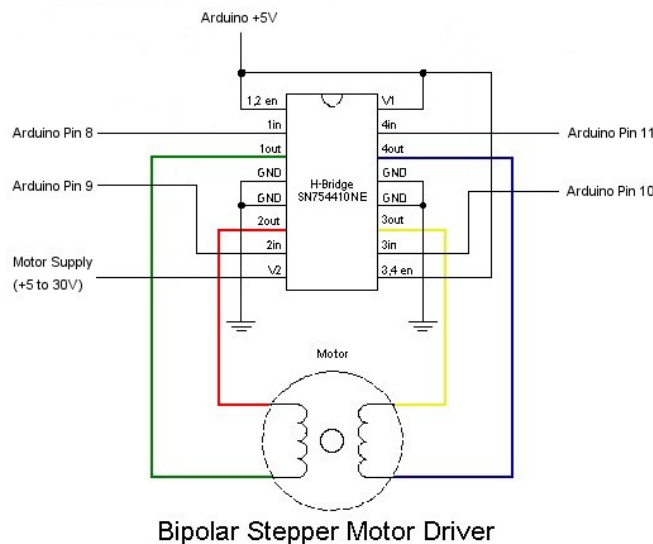 Arduino +5V
1,2 en
V1
Arduino Pin 8
1in
4in
Arduino Pin 11
1out
4out
GND
H-Bridge
GND
Arduino Pin 9
SN754410NE
Arduino Pin 10
GND
GND
2out
3out
2in
3in
Motor Supply
(+5 to 30V)
V2
3,4 en
Motor
Bipolar Stepper Motor Driver